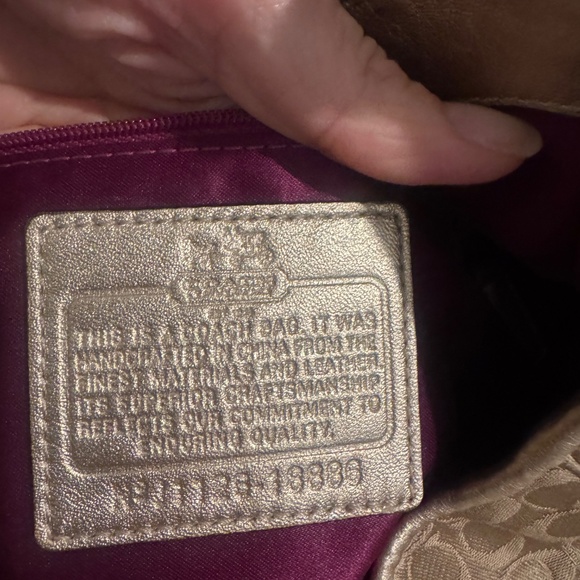 COACH
THIS IS A COACH BAG. IT WAS
HANDCRAFTED IN CHINA FROM THE
FINEST MATERIALS AND LEATHER
ITS SUPERIOR CRAFTSMANSHIP
REFLECTS OUR COMMITMENT TO
ENDURING QUALITY.